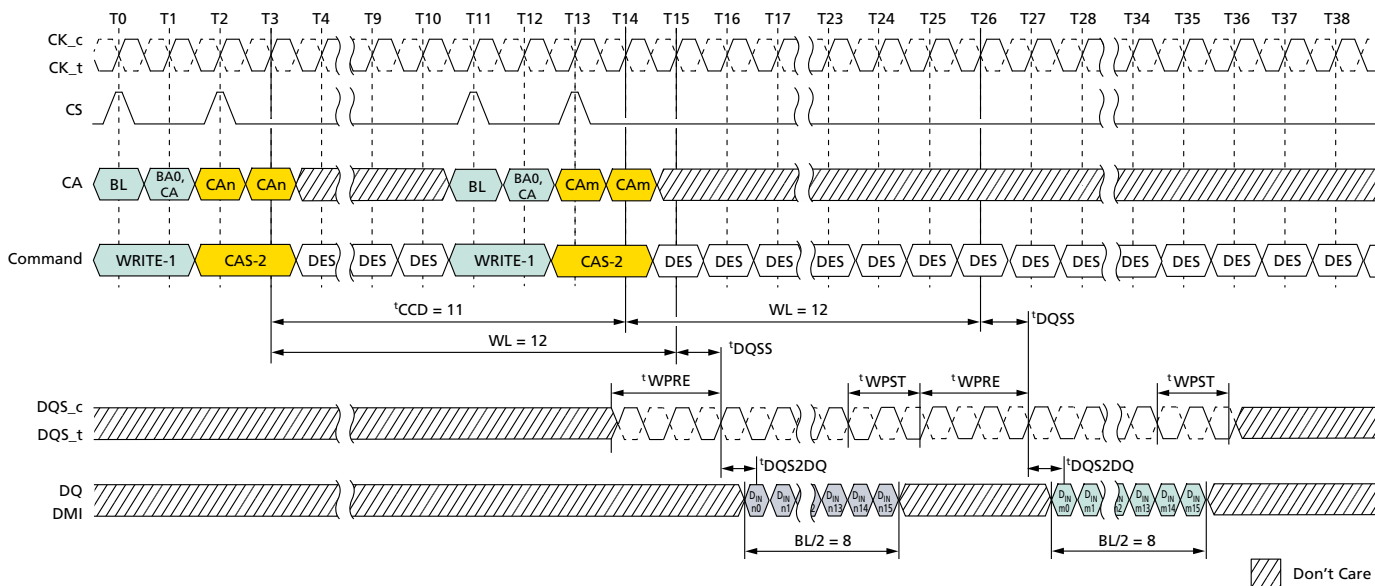 T0 T1 T2 T3 T4 T9 T10 T11 T12 T13 T14 T15 T16 T17 T23 T24 T25 T26 T27 T28 T34 T35 T36 T37 T38
CK_c
CK_t
CS
CA BL BA0, CA CAn CAn BL BA0, CA CAm CAm
Command WRITE-1 CAS-2 DES DES DES WRITE-1 CAS-2 DES DES DES DES DES DES DES DES DES DES DES DES DES DES
tCCD = 11 WL = 12 tDQSS
WL = 12 tDQSS
tWPRE tWPST tWPRE tWPST
DQS_c
DQS_t
tDQS2DQ tDQS2DQ
DQ
DMI
DIN n0 DIN n1 DIN n13 DIN n14 DIN n15 DIN m0 DIN m1 DIN m13 DIN m14 DIN m15
BL/2 = 8 BL/2 = 8
Don't Care